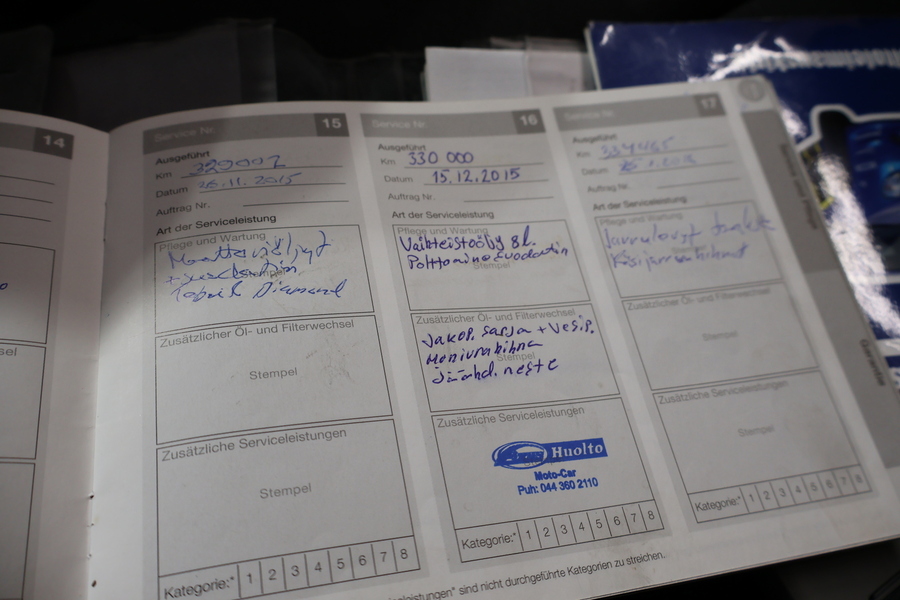 14
Service Nr. 15
Ausgeführt
Km 329002
Datum 26.11.2015
Auftrag Nr.
Art der Serviceleistung
Pflege und Wartung
Stempel
Diamand
Zusätzlicher Öl- und Filterwechsel
Stempel
Zusätzliche Serviceleistungen
Stempel
Kategorie:* 1 2 3 4 5 6 7 8
Service Nr. 16
Ausgeführt
Km 330 000
Datum 15.12.2015
Auftrag Nr.
Art der Serviceleistung
Pflege und Wartung
Vaihteistoöljy 8l.
Polttoainesuodatin
Stempel
Zusätzlicher Öl- und Filterwechsel
Jakop. sarja + Vesip.
Moniurahihna
Stempel
Jäähd. neste
Zusätzliche Serviceleistungen
Huolto
Moto-Car
Puh: 044 360 2110
Kategorie:* 1 2 3 4 5 6 7 8
Service Nr. 17
Ausgeführt
Km
Datum
Auftrag Nr.
Art der Serviceleistung
Pflege und Wartung
Jarrulevyt
Käsijarruhihnat
Zusätzlicher Öl- und Filterwechsel
Stempel
Zusätzliche Serviceleistungen
Stempel
Kategorie:* 1 2 3 4 5 6 7 8
sind nicht durchgeführte Kategorien zu streichen.